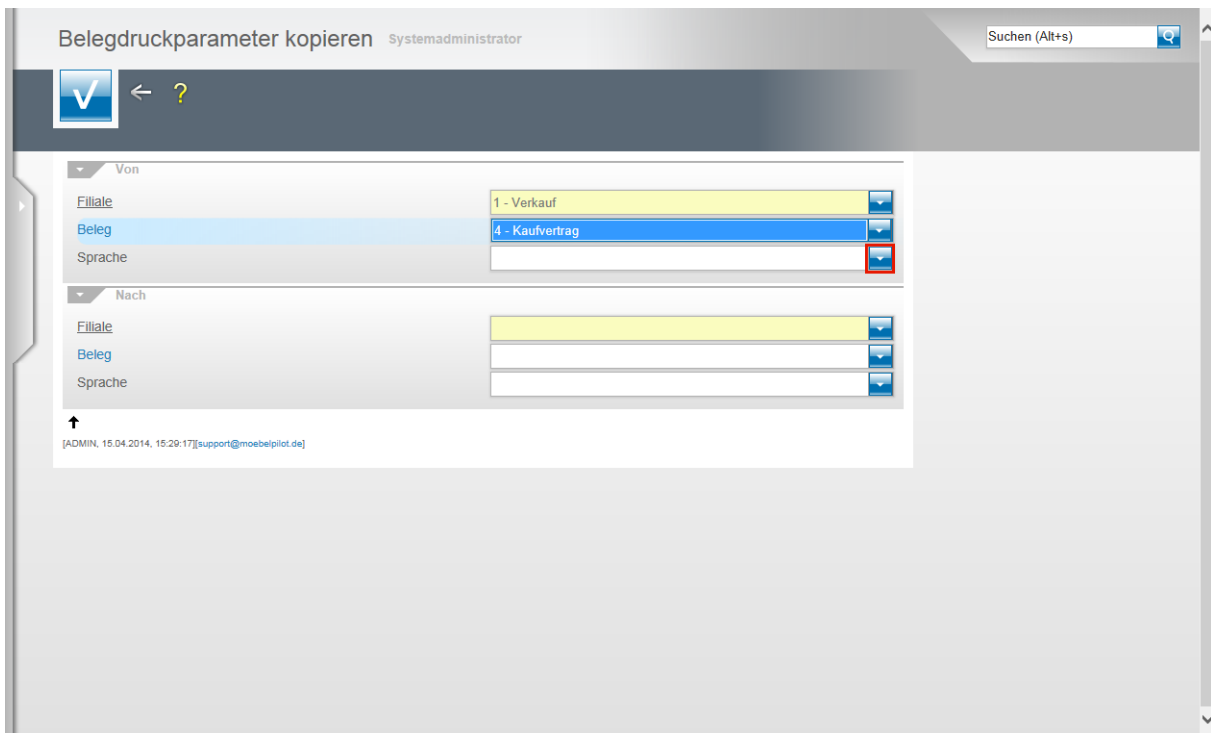 Belegdruckparameter kopieren Systemadministrator
Suchen (Alt+s)
Von
Filiale 1 - Verkauf
Beleg 4 - Kaufvertrag
Sprache
Nach
Filiale
Beleg
Sprache
[ADMIN, 15.04.2014, 15:29:17][support@moebelpilot.de]